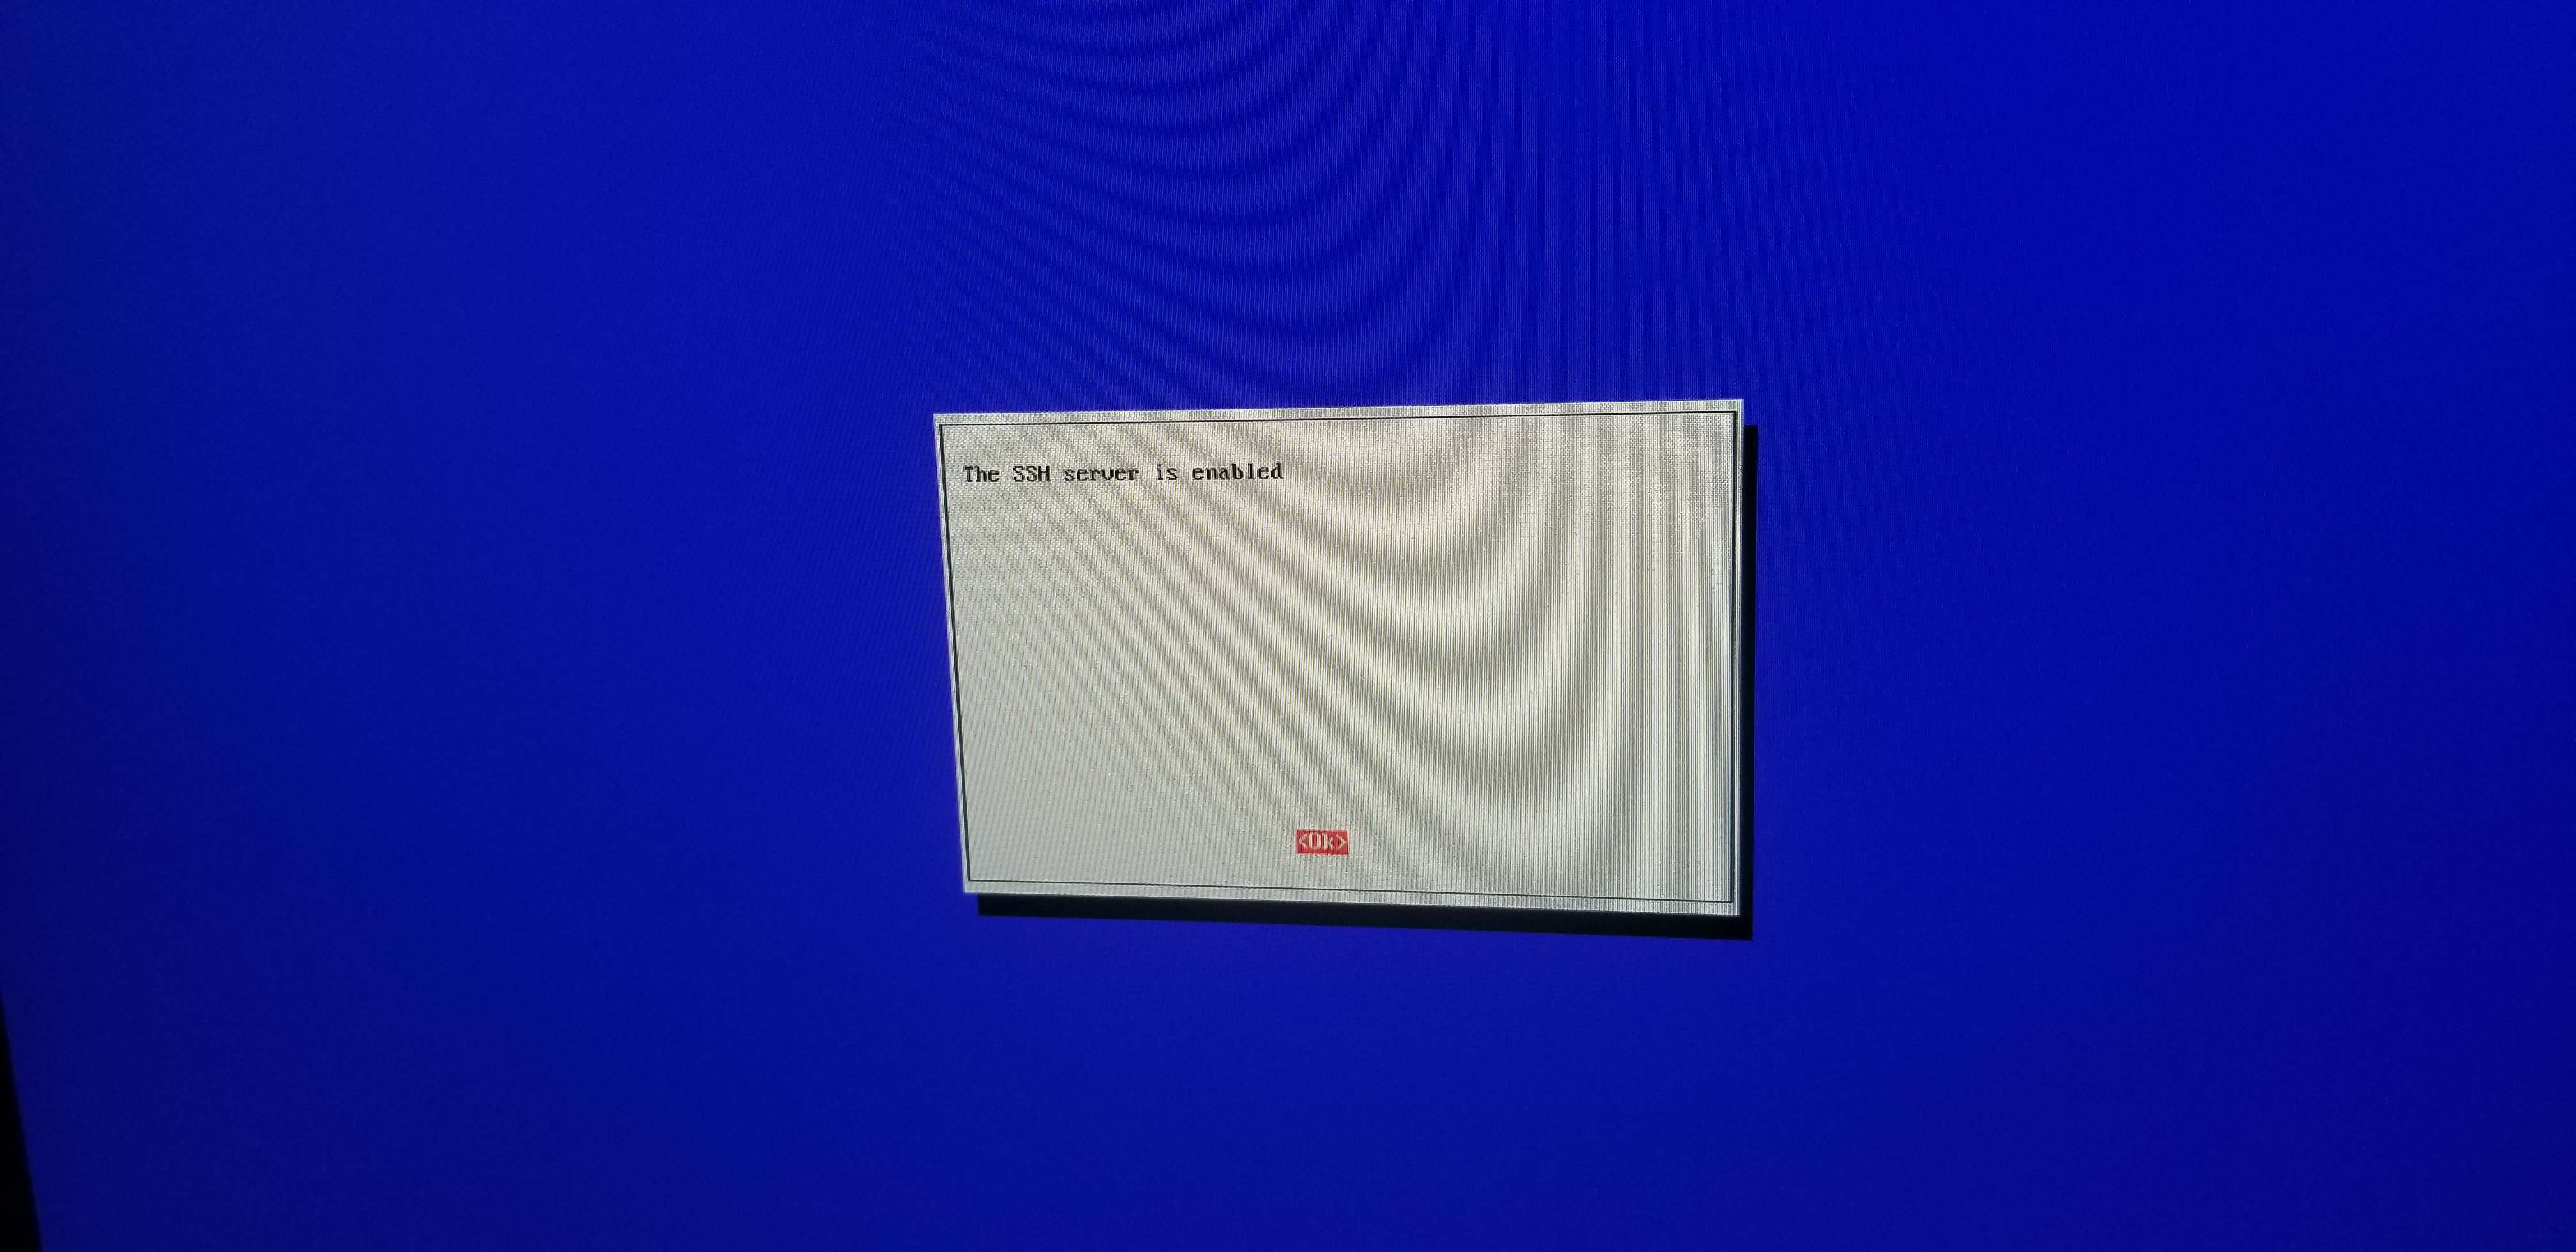 The SSH server is enabled
<Ok>